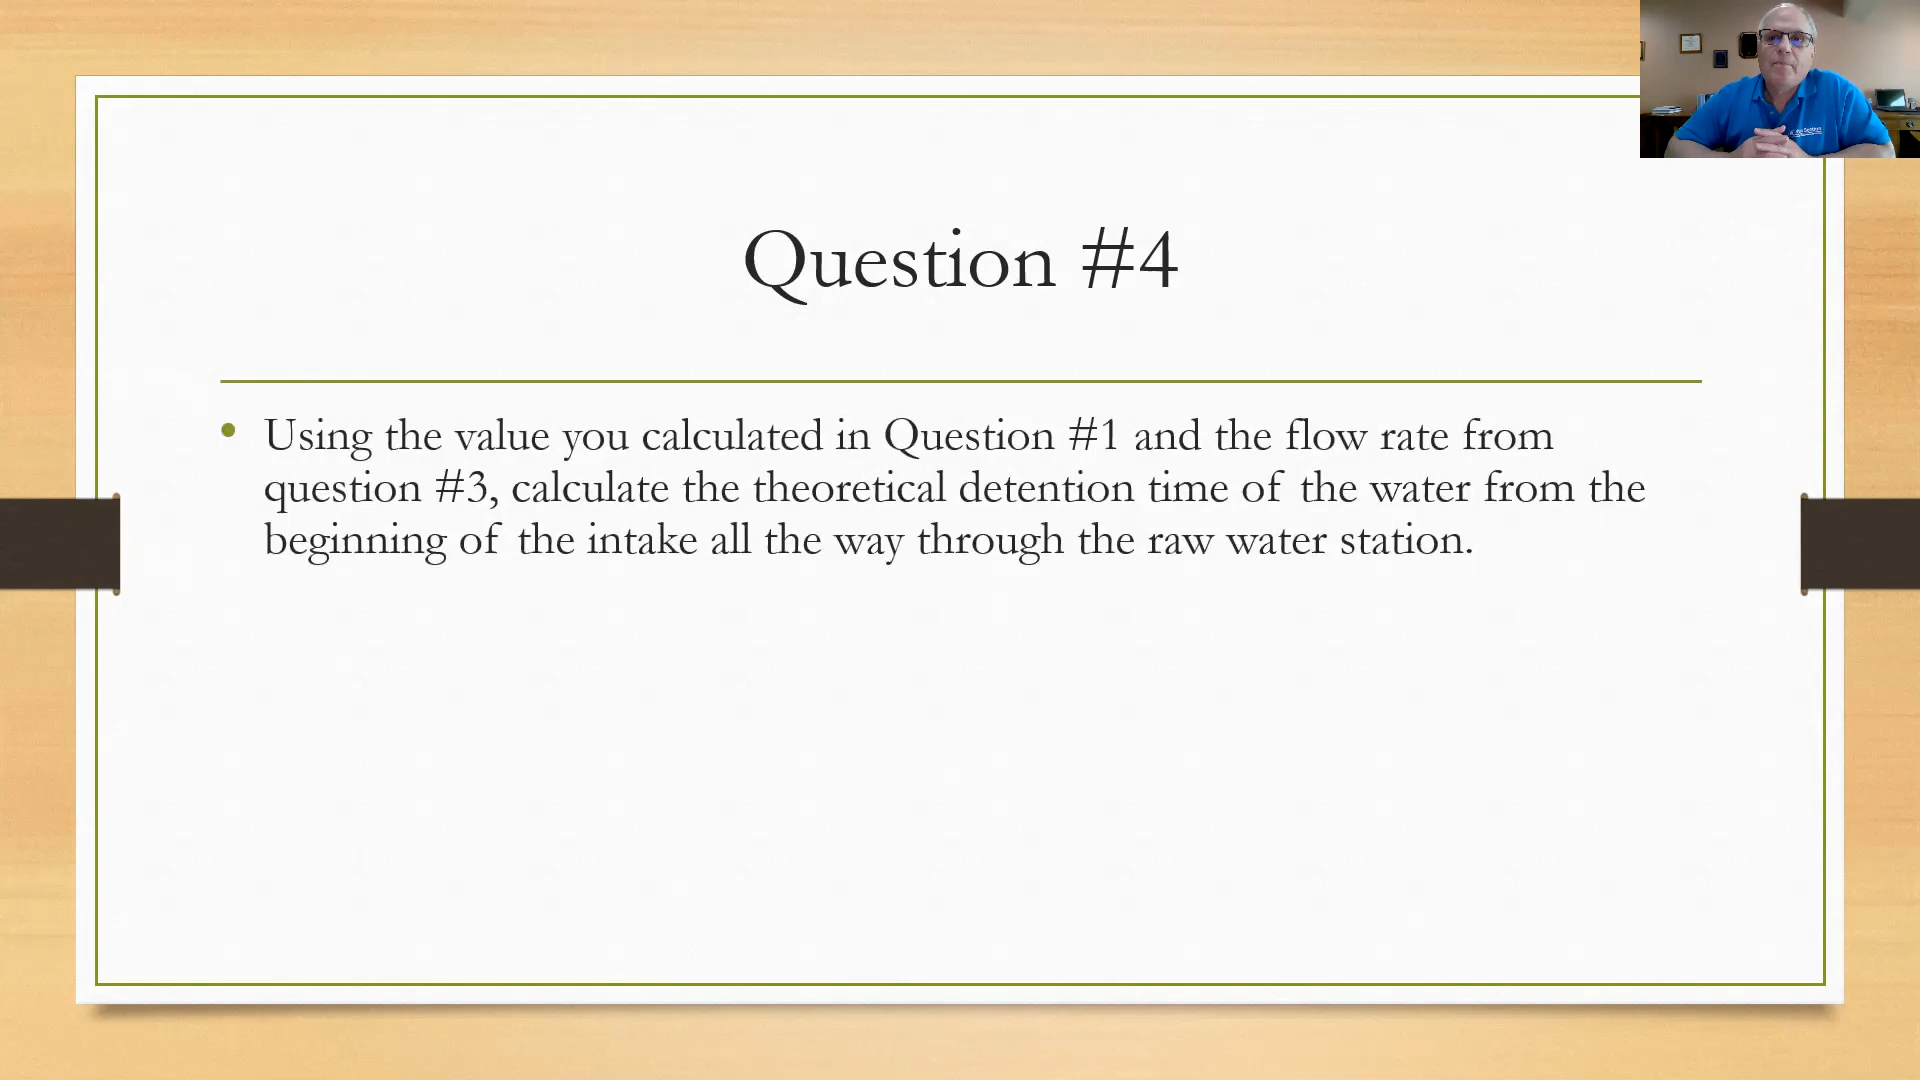 Question #4
Using the value you calculated in Question #1 and the flow rate from
question #3, calculate the theoretical detention time of the water from the
beginning of the intake all the way through the raw water station.